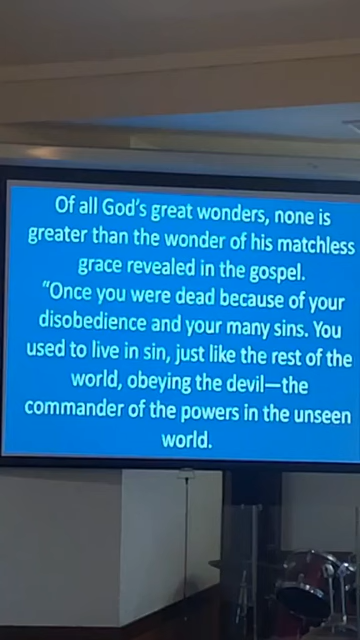 Of all God's great wonders, none is
greater than the wonder of his matchless
grace revealed in the gospel.
"Once you were dead because of your
disobedience and your many sins. You
used to live in sin, just like the rest of the
world, obeying the devil—the
commander of the powers in the unseen
world.